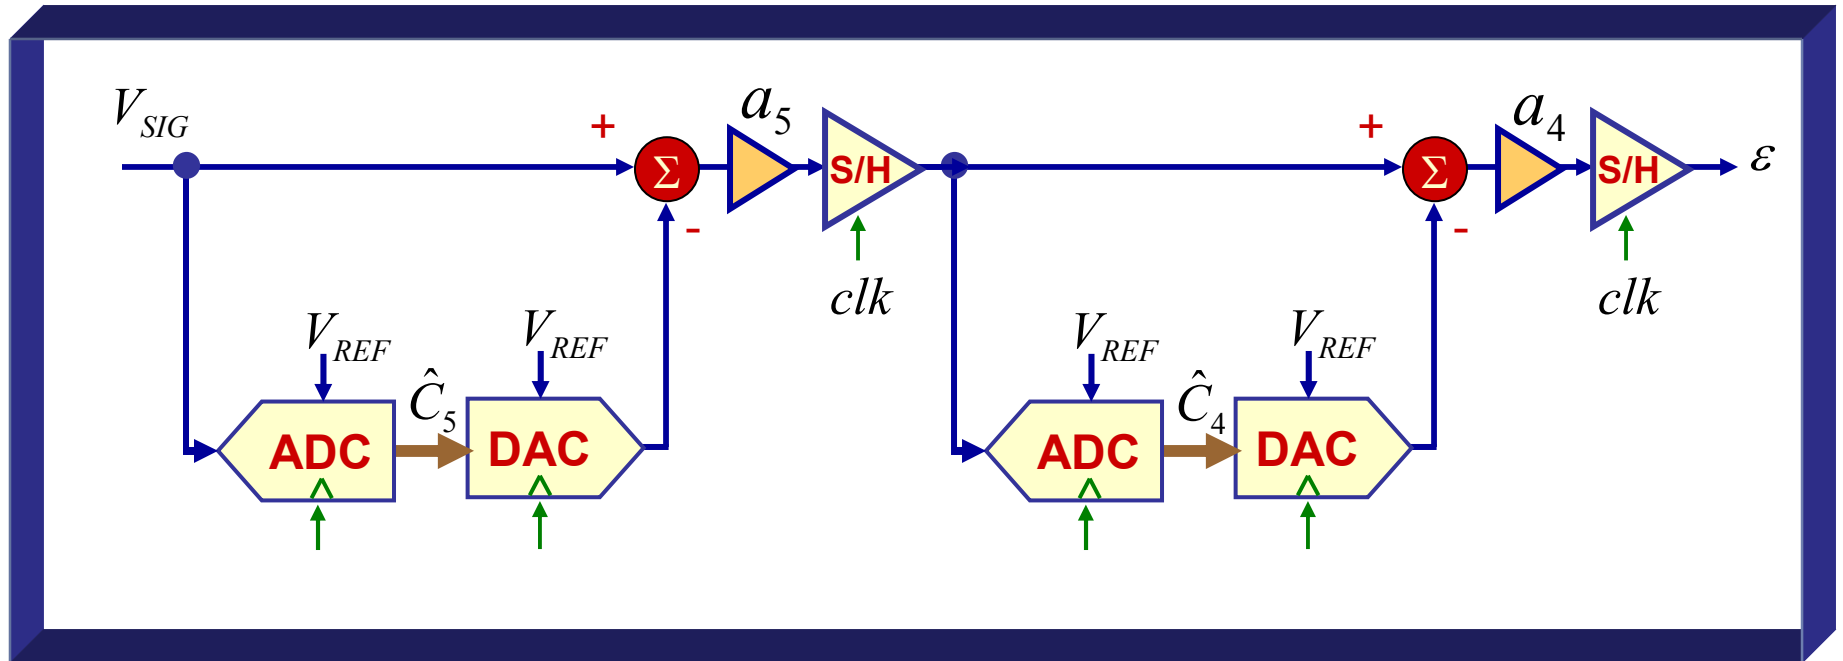 V_SIG
+
Σ
-
a_5
S/H
clk
+
Σ
-
a_4
S/H
clk
ε
V_REF
V_REF
Ĉ_5
ADC
DAC
V_REF
V_REF
Ĉ_4
ADC
DAC